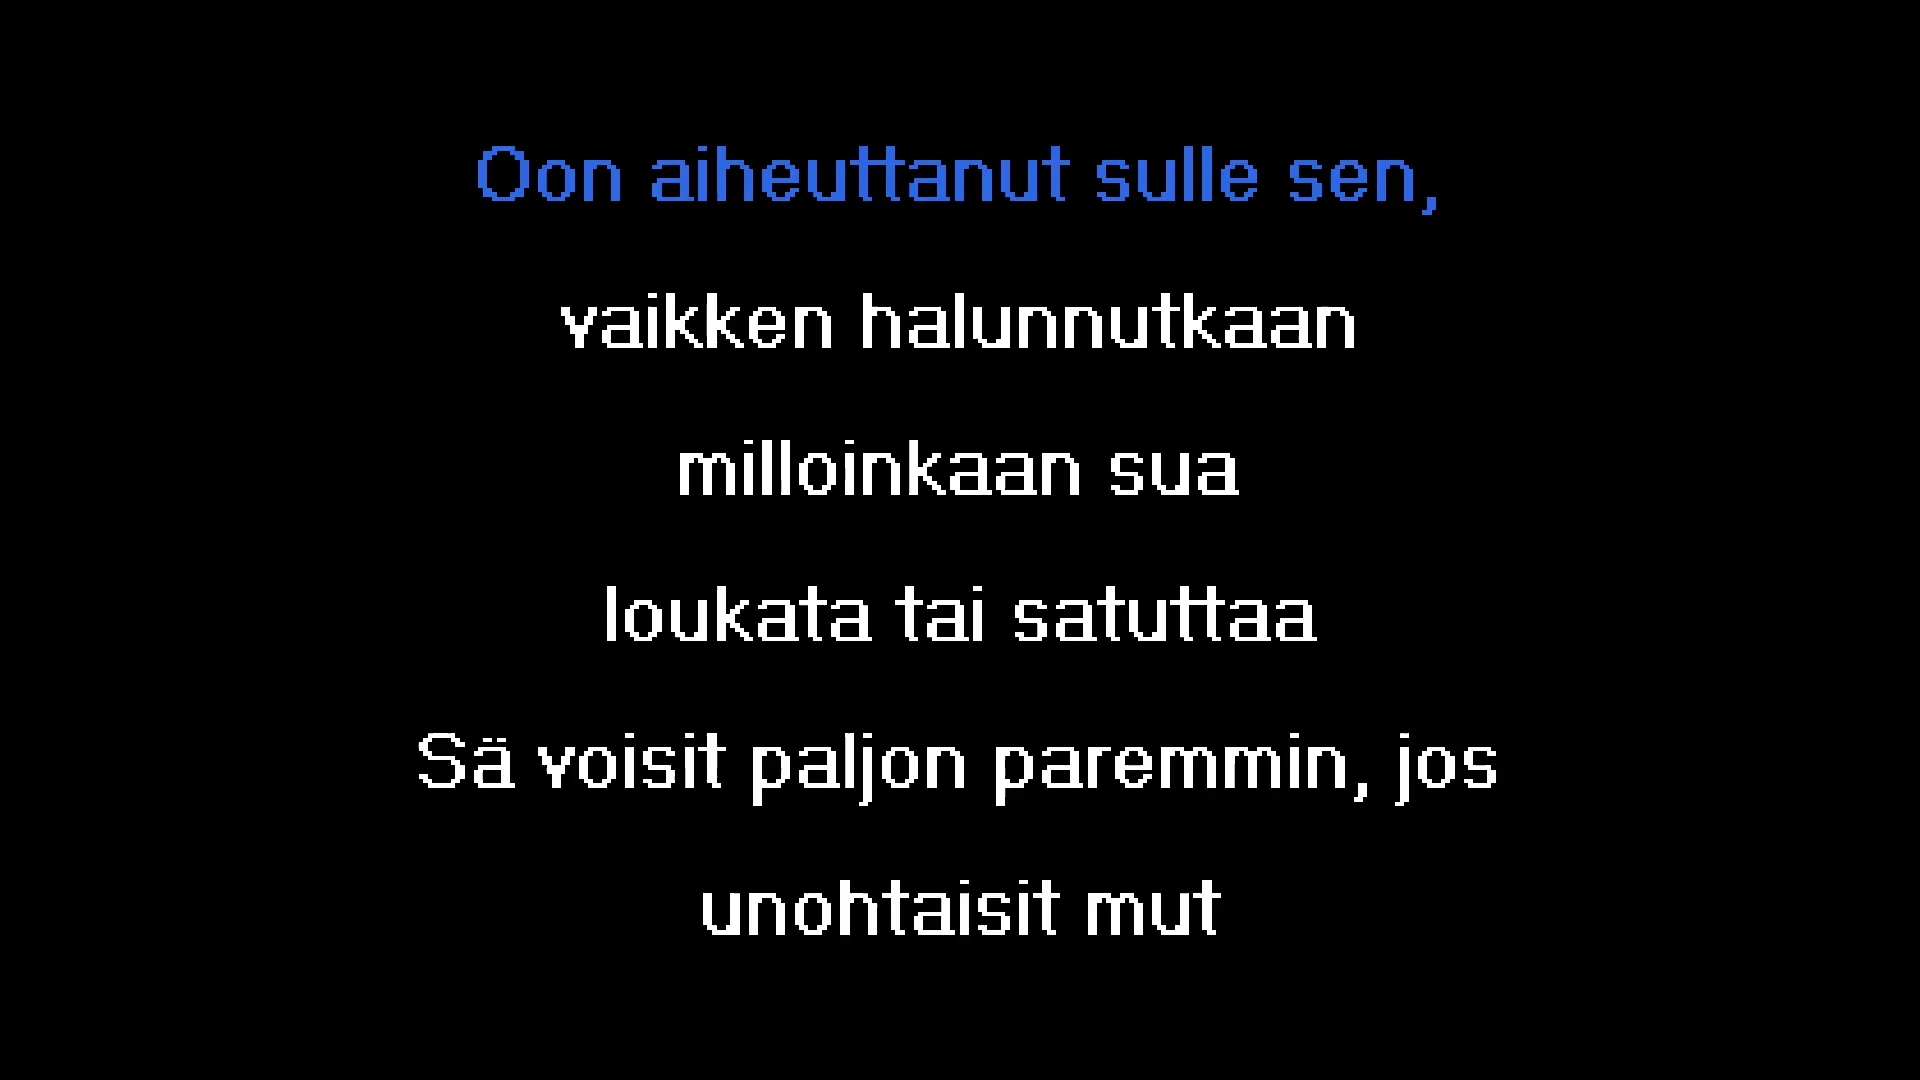 Oon aiheuttanut sulle sen,
vaikken halunnutkaan
milloinkaan sua
loukata tai satuttaa
Sä voisit paljon paremmin, jos
unohtaisit mut